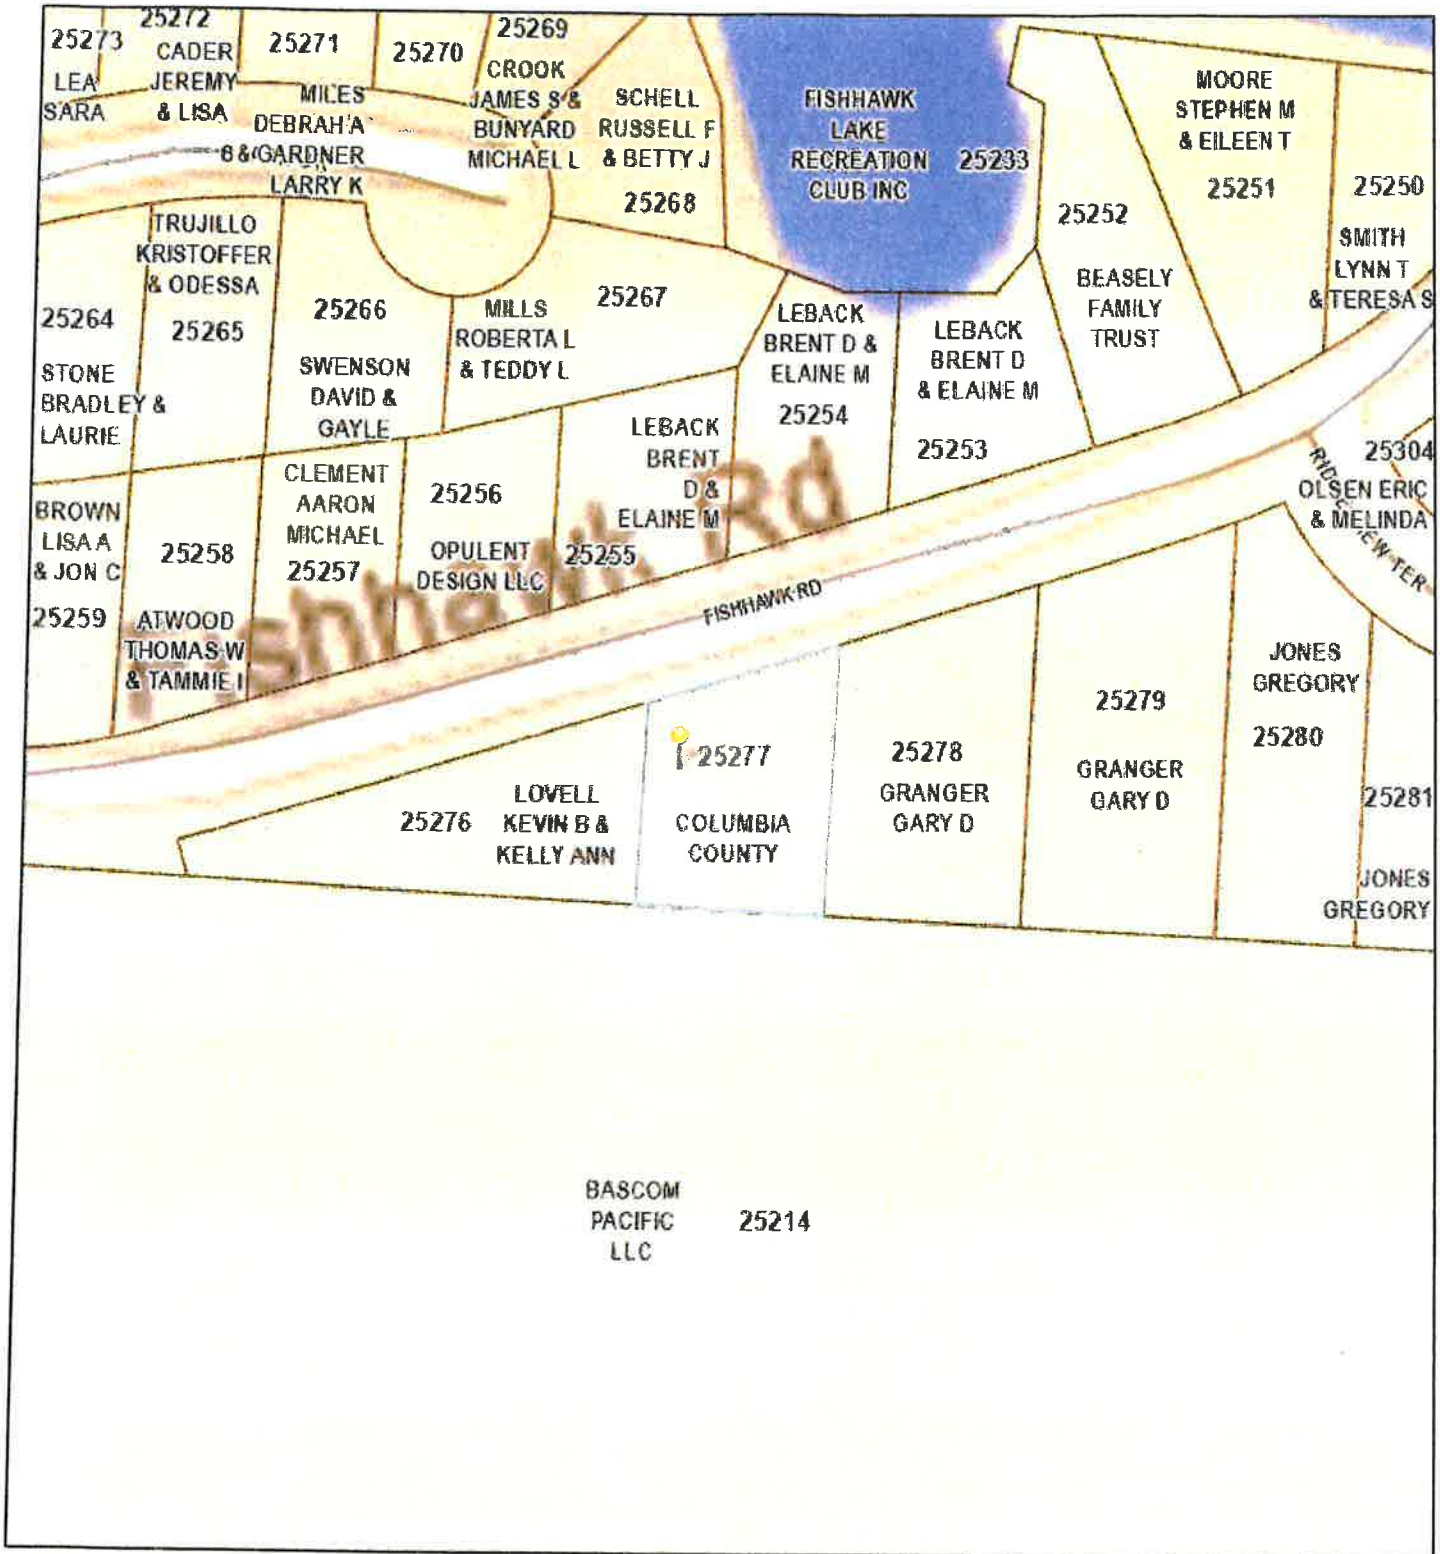 25273
LEA
SARA
25272
CADER
JEREMY
& LISA
25271
MILES
DEBRAH A
B & GARDNER
LARRY K
25270
25269
CROOK
JAMES S &
BUNYARD
MICHAEL L
SCHELL
RUSSELL F
& BETTY J
25268
FISHHAWK
LAKE
RECREATION
CLUB INC
25233
25252
BEASELY
FAMILY
TRUST
MOORE
STEPHEN M
& EILEEN T
25251
25250
SMITH
LYNN T
& TERESA S
25264
STONE
BRADLEY &
LAURIE
TRUJILLO
KRISTOFFER
& ODESSA
25265
25266
SWENSON
DAVID &
GAYLE
MILLS
ROBERTA L
& TEDDY L
25267
LEBACK
BRENT D &
ELAINE M
25254
LEBACK
BRENT D
& ELAINE M
25253
BROWN
LISA A
& JON C
25259
25258
ATWOOD
THOMAS W
& TAMMIE I
CLEMENT
AARON
MICHAEL
25257
25256
OPULENT
DESIGN LLC
LEBACK
BRENT
D &
ELAINE M
25255
Fishhawk Rd
FISHHAWK RD
25304
OLSEN ERIC
& MELINDA
25276
LOVELL
KEVIN B &
KELLY ANN
25277
COLUMBIA
COUNTY
25278
GRANGER
GARY D
25279
GRANGER
GARY D
JONES
GREGORY
25280
25281
JONES
GREGORY
BASCOM
PACIFIC
LLC
25214